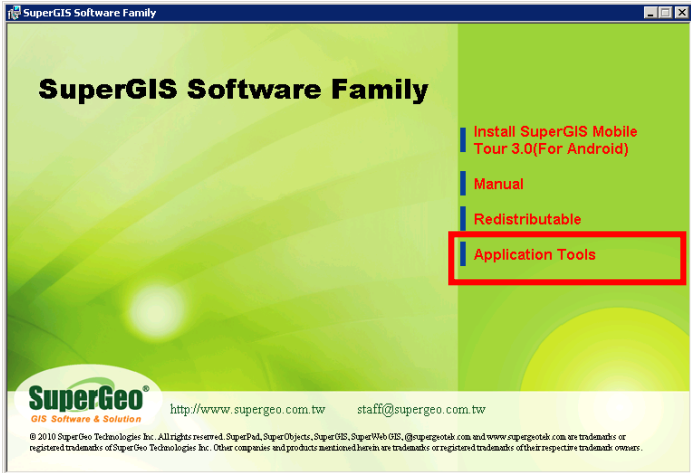 SuperGIS Software Family
SuperGIS Software Family
Install SuperGIS Mobile
Tour 3.0(For Android)
Manual
Redistributable
Application Tools
SuperGeo®
GIS Software & Solution
http://www.supergeo.com.tw staff@supergeo.com.tw
© 2010 SuperGeo Technologies Inc. All rights reserved. SuperPad, SuperObjects, SuperGIS, SuperWebGIS, @supergeotek.com and www.supergeotek.com are trademarks or
registered trademarks of SuperGeo Technologies Inc. Other companies and products mentioned herein are trademarks or registered trademarks of their respective trademark owners.